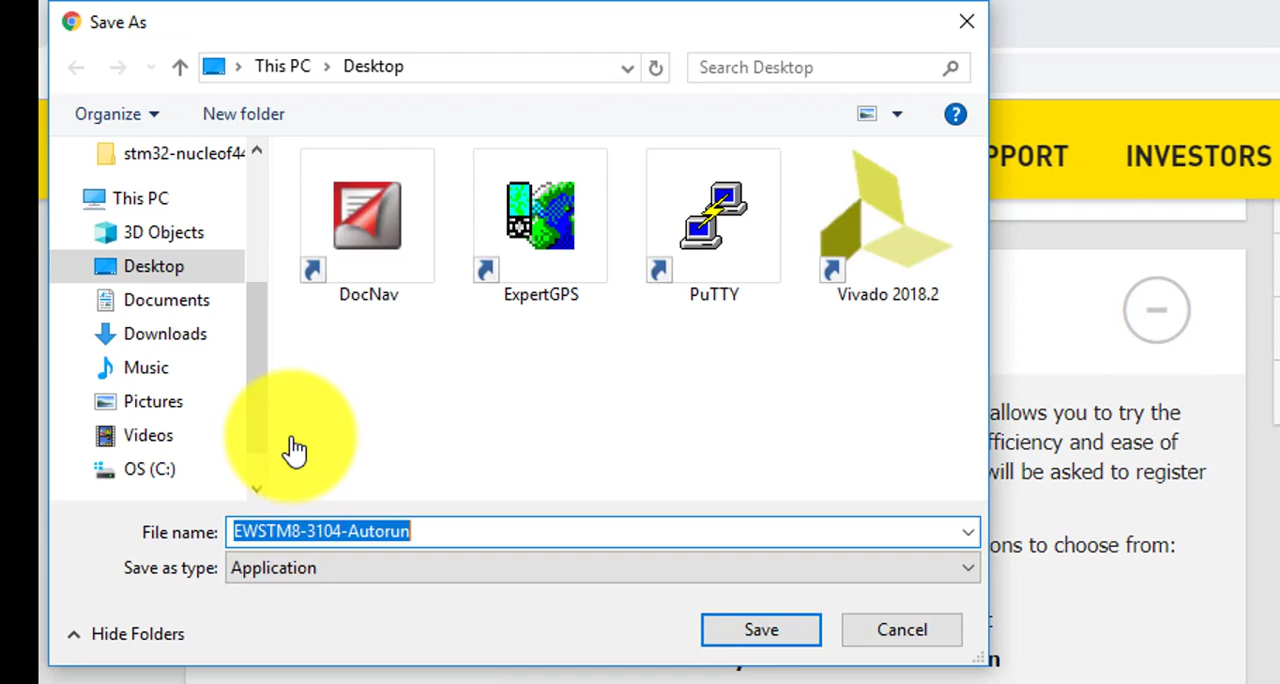 Save As
This PC
Desktop
Search Desktop
Organize
New folder
?
PPORT
INVESTORS
stm32-nucleof44
This PC
3D Objects
Desktop
Documents
Downloads
Music
Pictures
Videos
OS (C:)
DocNav
ExpertGPS
PuTTY
Vivado 2018.2
allows you to try the
fficiency and ease of
will be asked to register
ons to choose from:
File name:
EWSTM8-3104-Autorun
Save as type:
Application
Hide Folders
Save
Cancel
n